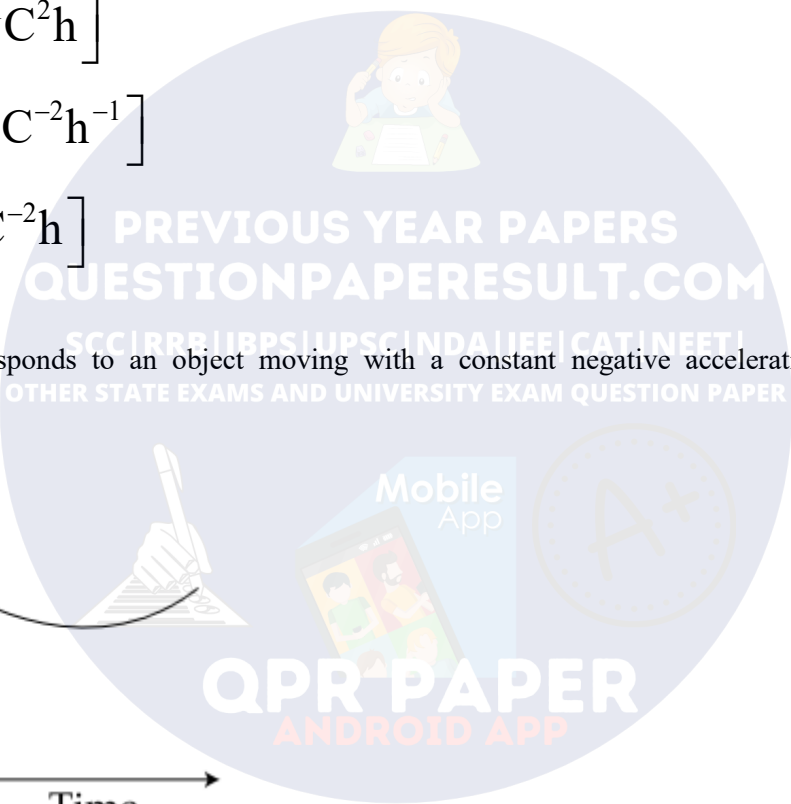 C²h]
C⁻²h⁻¹]
⁻²h]
PREVIOUS YEAR PAPERS
QUESTIONPAPERESULT.COM
SCC|RRB|IBPS|UPSC|NDA|JEE|CAT|NEET|
to an object moving with a constant negative
OTHER STATE EXAMS AND UNIVERSITY EXAM QUESTION PAPER
Mobile
App
A+
QPR PAPER
ANDROID APP
Time